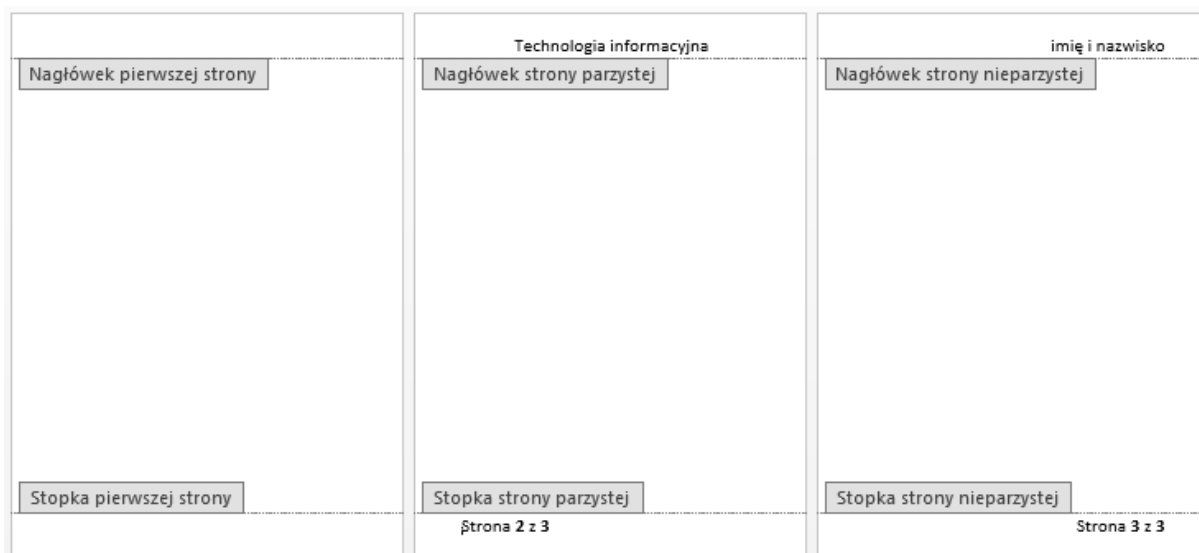 Technologia informacyjna
imię i nazwisko
Nagłówek pierwszej strony
Nagłówek strony parzystej
Nagłówek strony nieparzystej
Stopka pierwszej strony
Stopka strony parzystej
Stopka strony nieparzystej
Strona 2 z 3
Strona 3 z 3